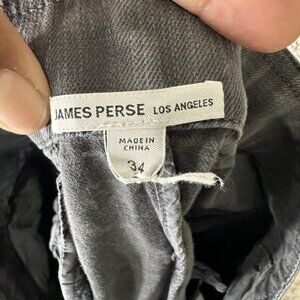 JAMES PERSE LOS ANGELES
MADE IN
CHINA
34